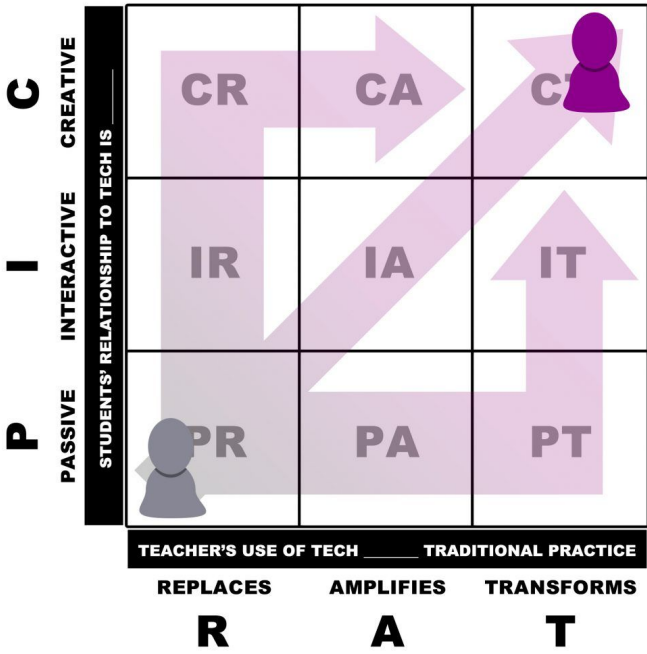 C
CREATIVE
I
INTERACTIVE
P
PASSIVE
STUDENTS' RELATIONSHIP TO TECH IS ______
CR CA C
IR IA IT
PR PA PT
TEACHER'S USE OF TECH ______ TRADITIONAL PRACTICE
REPLACES AMPLIFIES TRANSFORMS
R A T